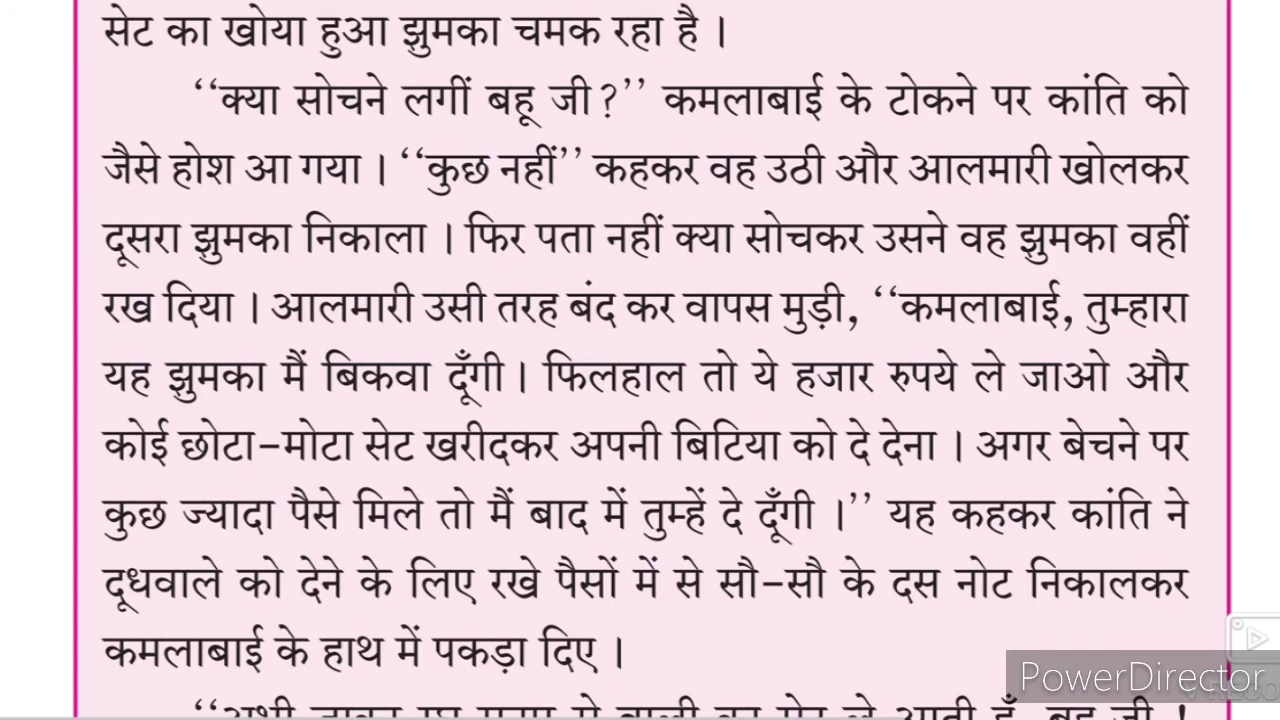 सेट का खोया हुआ झुमका चमक रहा है ।
‘‘क्या सोचने लगीं बहू जी ?’’ कमलाबाई के टोकने पर कांति को
जैसे होश आ गया । ‘‘कुछ नहीं’’ कहकर वह उठी और आलमारी खोलकर
दूसरा झुमका निकाला । फिर पता नहीं क्या सोचकर उसने वह झुमका वहीं
रख दिया । आलमारी उसी तरह बंद कर वापस मुड़ी, ‘‘कमलाबाई, तुम्हारा
यह झुमका मैं बिकवा दूँगी । फिलहाल तो ये हजार रुपये ले जाओ और
कोई छोटा-मोटा सेट खरीदकर अपनी बिटिया को दे देना । अगर बेचने पर
कुछ ज्यादा पैसे मिले तो मैं बाद में तुम्हें दे दूँगी ।’’ यह कहकर कांति ने
दूधवाले को देने के लिए रखे पैसों में से सौ-सौ के दस नोट निकालकर
कमलाबाई के हाथ में पकड़ा दिए ।
PowerDirector